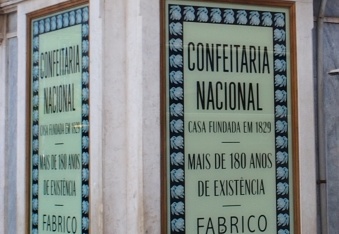 CONFEITARIA
NACIONAL
CASA FUNDADA EM 1829
MAIS DE 180 ANOS
DE EXISTÊNCIA
FABRICO
CONFEITARIA
NACIONAL
CASA FUNDADA EM 1829
MAIS DE 180 ANOS
DE EXISTÊNCIA
FABRICO